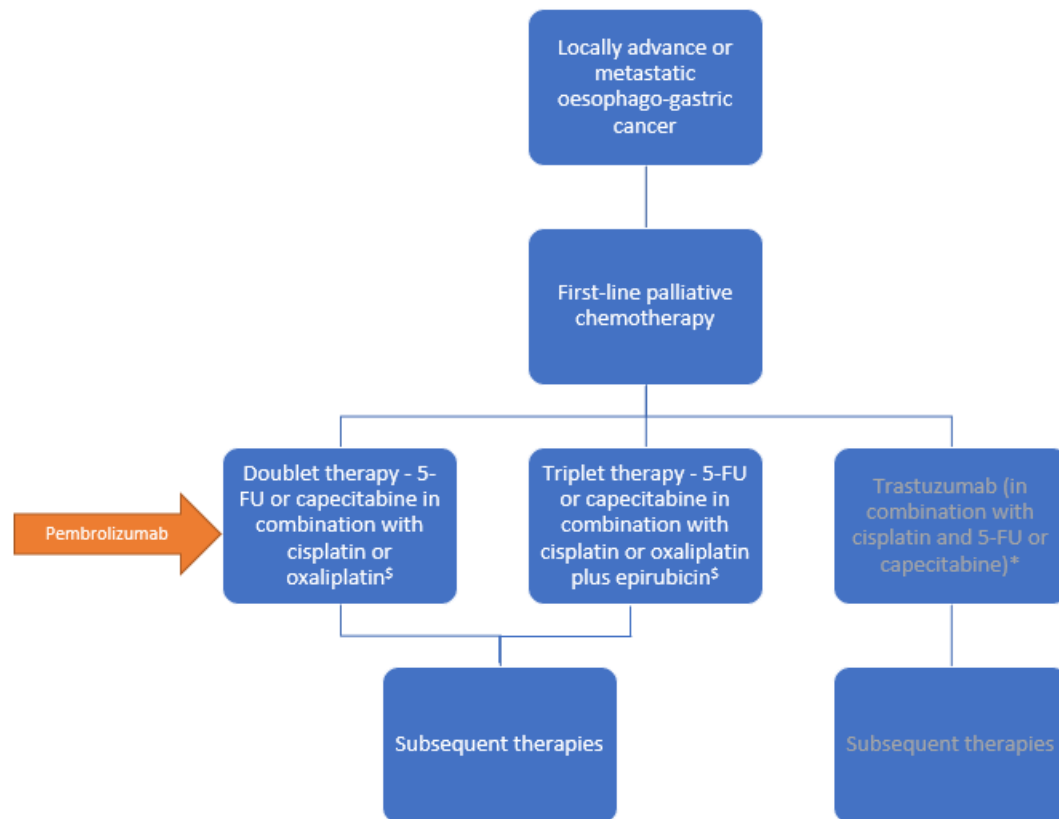 Locally advance or
metastatic
oesophago-gastric
cancer
First-line palliative
chemotherapy
Pembrolizumab
Doublet therapy - 5-
FU or capecitabine in
combination with
cisplatin or
oxaliplatin$
Triplet therapy - 5-FU
or capecitabine in
combination with
cisplatin or oxaliplatin
plus epirubicin$
Trastuzumab (in
combination with
cisplatin and 5-FU or
capecitabine)*
Subsequent therapies
Subsequent therapies